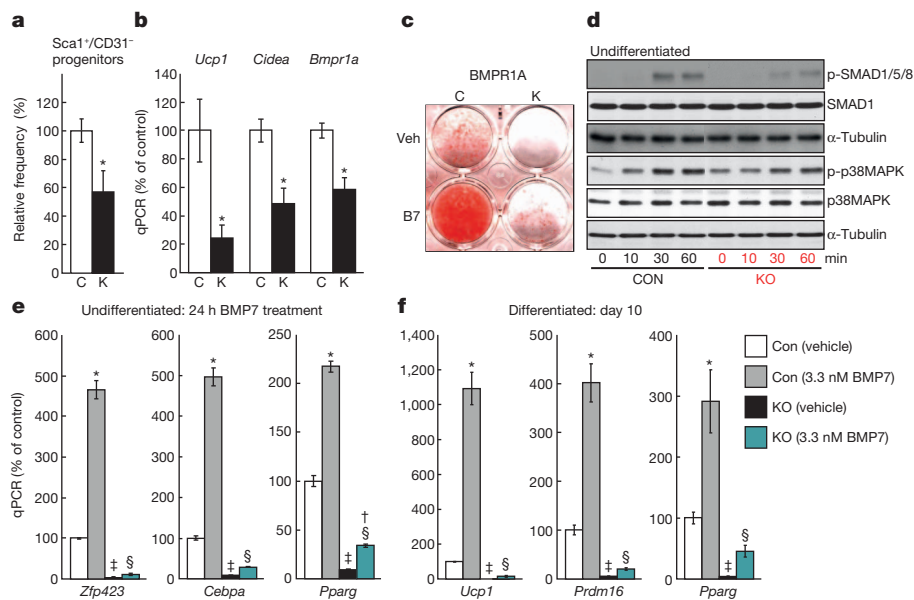 a
Sca1⁺/CD31⁻
progenitors
Relative frequency (%)
140
120
100
80
60
40
20
0
*
C K
b
Ucp1 Cidea Bmpr1a
qPCR (% of control)
140
120
100
80
60
40
20
0
* * *
C K C K C K
c
BMPR1A
C K
Veh
B7
d
Undifferentiated
p-SMAD1/5/8
SMAD1
α-Tubulin
p-p38MAPK
p38MAPK
α-Tubulin
0 10 30 60 0 10 30 60 min
CON KO
e Undifferentiated: 24 h BMP7 treatment
qPCR (% of control)
600
500
400
300
200
100
0
* ‡ §
Zfp423
600
500
400
300
200
100
0
* ‡ §
Cebpa
250
200
150
100
50
0
* ‡ † §
Pparg
f Differentiated: day 10
1,400
1,200
1,000
800
600
400
200
0
* ‡ §
Ucp1
500
400
300
200
100
0
* ‡ §
Prdm16
400
300
200
100
0
* ‡ §
Pparg
Con (vehicle)
Con (3.3 nM BMP7)
KO (vehicle)
KO (3.3 nM BMP7)